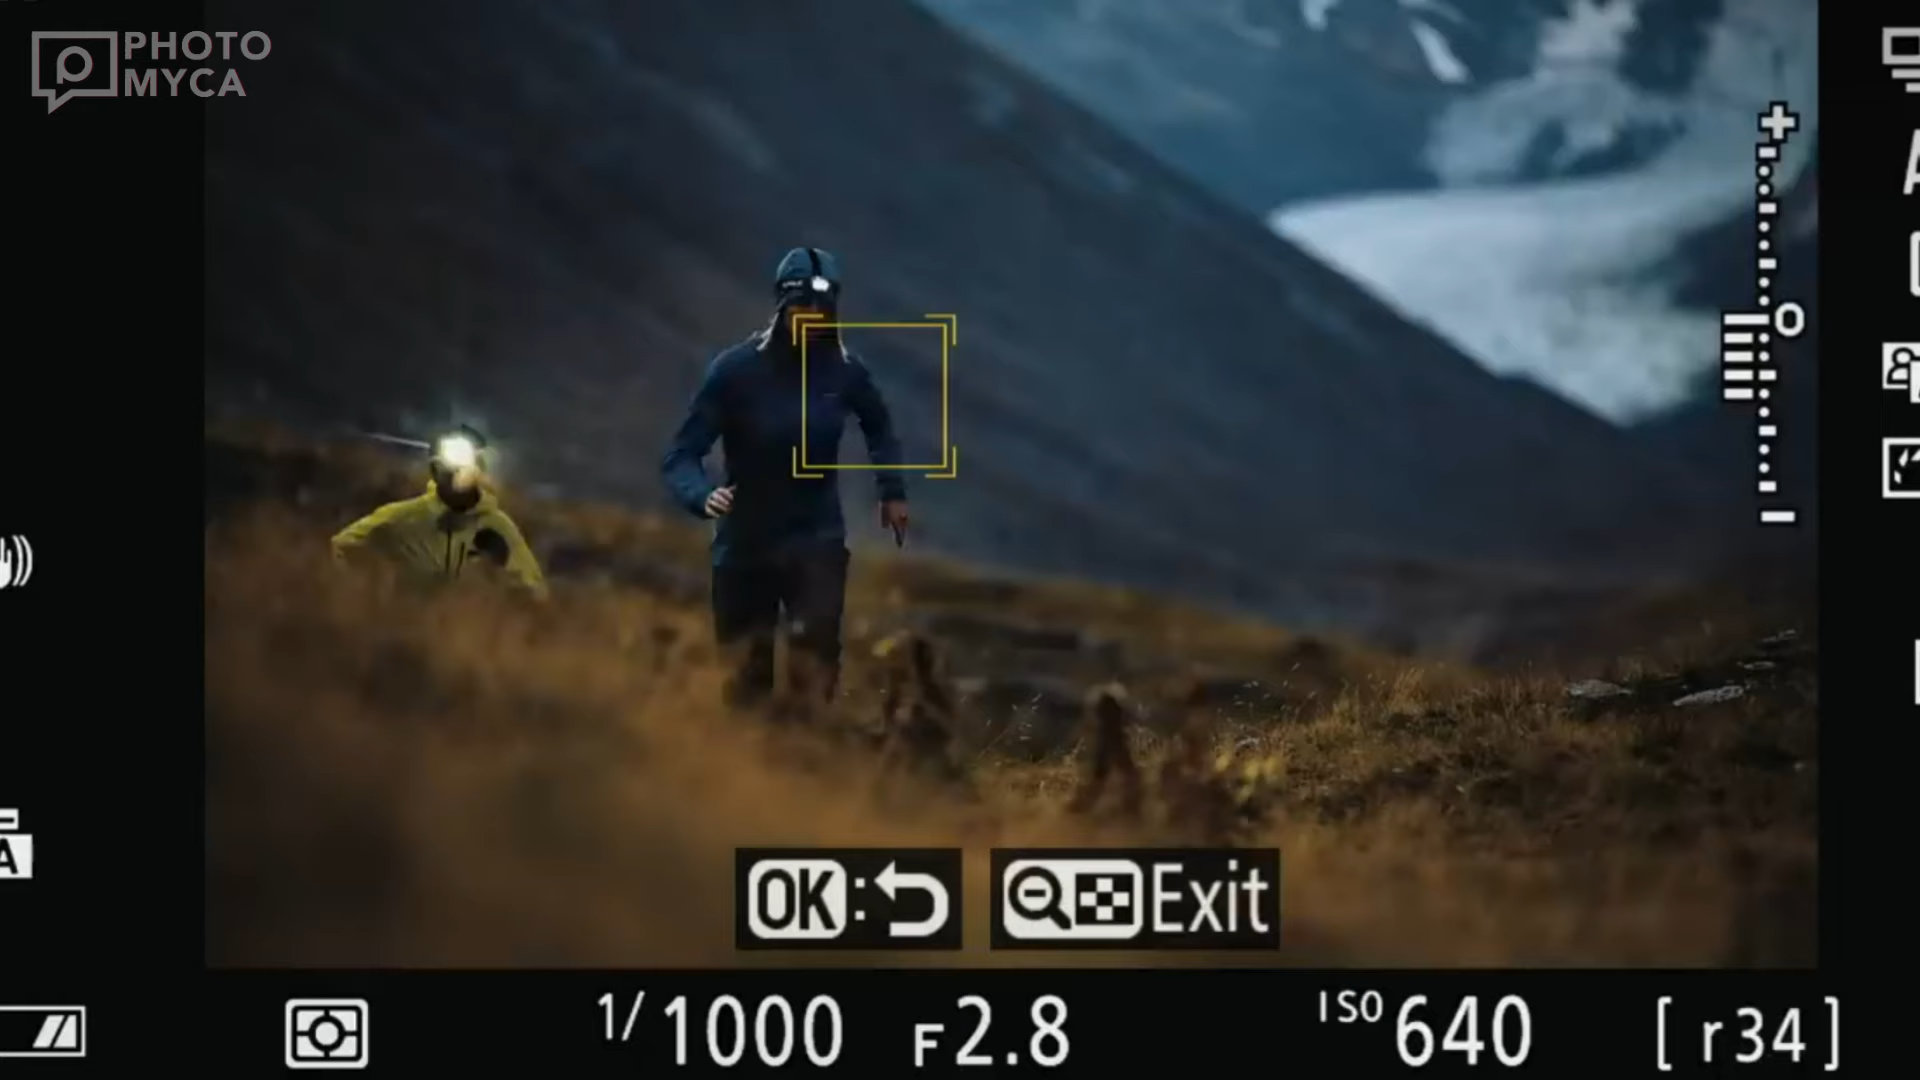 PHOTO
MYCA
+
O
A
OK:
Exit
1/1000 F2.8 ISO 640 [r34]